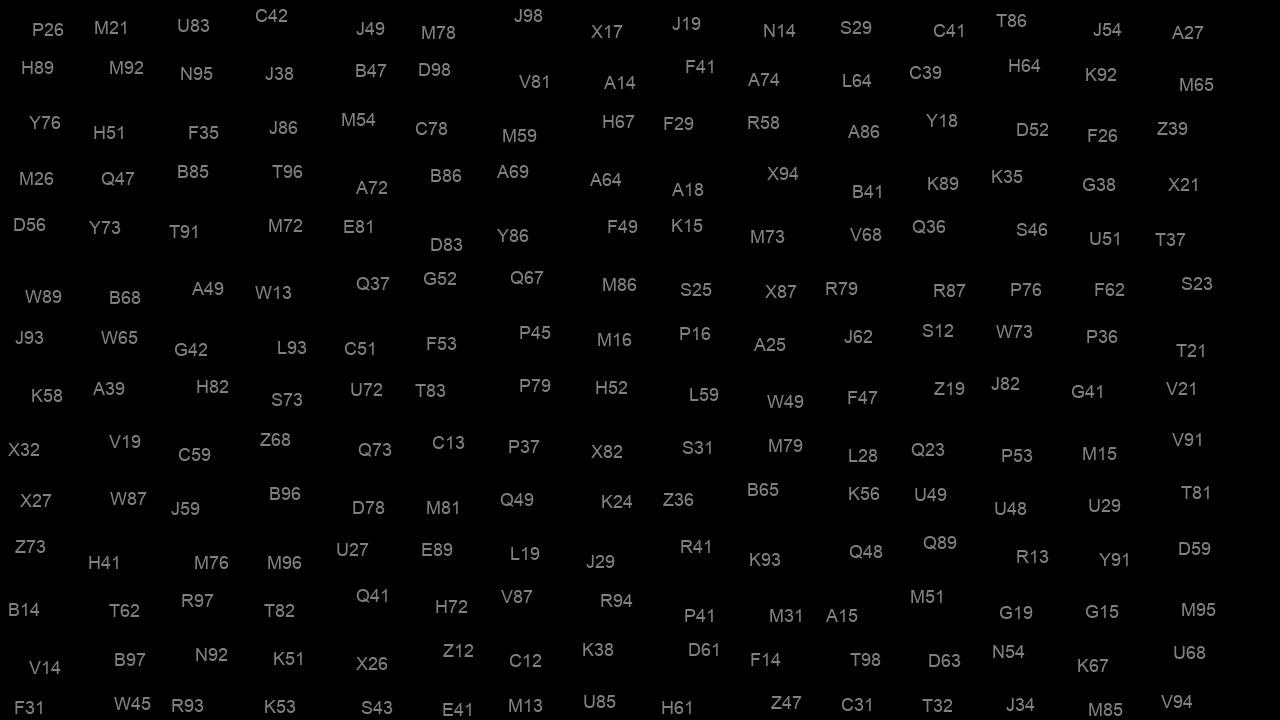 P26 M21 U83 C42 J49 M78 J98 X17 J19 N14 S29 C41 T86 J54 A27
H89 M92 N95 J38 B47 D98 V81 A14 F41 A74 L64 C39 H64 K92 M65
Y76 H51 F35 J86 M54 C78 M59 H67 F29 R58 A86 Y18 D52 F26 Z39
M26 Q47 B85 T96 A72 B86 A69 A64 A18 X94 B41 K89 K35 G38 X21
D56 Y73 T91 M72 E81 D83 Y86 F49 K15 M73 V68 Q36 S46 U51 T37
W89 B68 A49 W13 Q37 G52 Q67 M86 S25 X87 R79 R87 P76 F62 S23
J93 W65 G42 L93 C51 F53 P45 M16 P16 A25 J62 S12 W73 P36 T21
K58 A39 H82 S73 U72 T83 P79 H52 L59 W49 F47 Z19 J82 G41 V21
X32 V19 C59 Z68 Q73 C13 P37 X82 S31 M79 L28 Q23 P53 M15 V91
X27 W87 J59 B96 D78 M81 Q49 K24 Z36 B65 K56 U49 U48 U29 T81
Z73 H41 M76 M96 U27 E89 L19 J29 R41 K93 Q48 Q89 R13 Y91 D59
B14 T62 R97 T82 Q41 H72 V87 R94 P41 M31 A15 M51 G19 G15 M95
V14 B97 N92 K51 X26 Z12 C12 K38 D61 F14 T98 D63 N54 K67 U68
F31 W45 R93 K53 S43 E41 M13 U85 H61 Z47 C31 T32 J34 M85 V94